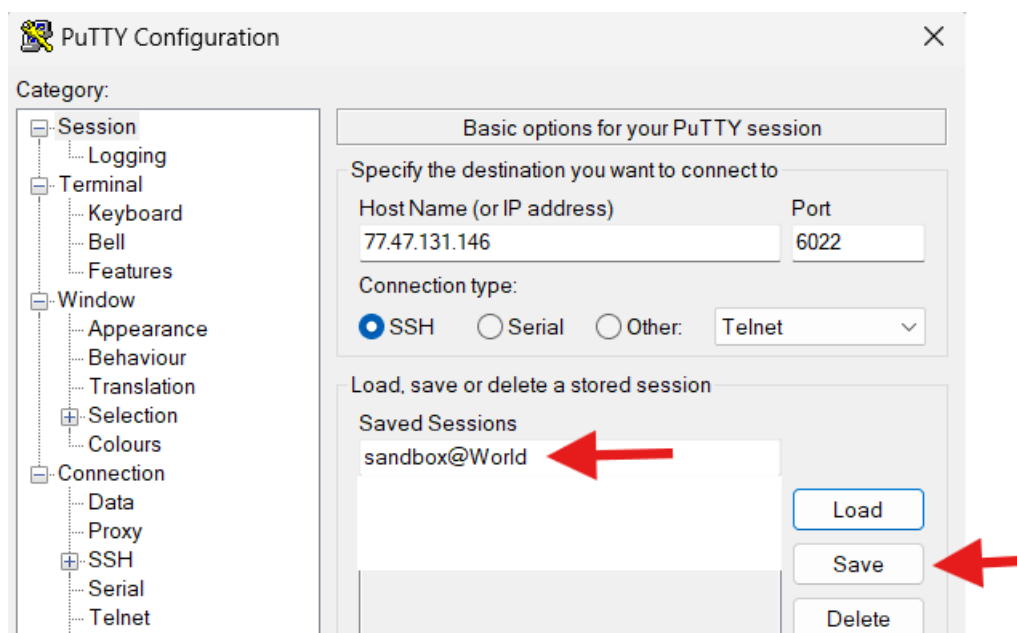 PuTTY Configuration
Category:
Session
Logging
Terminal
Keyboard
Bell
Features
Window
Appearance
Behaviour
Translation
Selection
Colours
Connection
Data
Proxy
SSH
Serial
Telnet
Basic options for your PuTTY session
Specify the destination you want to connect to
Host Name (or IP address) Port
77.47.131.146 6022
Connection type:
SSH Serial Other: Telnet
Load, save or delete a stored session
Saved Sessions
sandbox@World
Load
Save
Delete